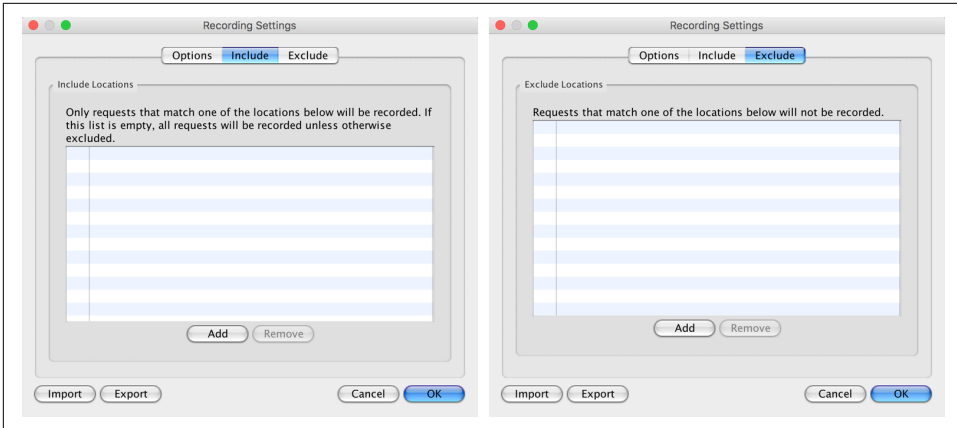 Recording Settings
Options Include Exclude
Include Locations
Only requests that match one of the locations below will be recorded. If
this list is empty, all requests will be recorded unless otherwise
excluded.
Add Remove
Import Export Cancel OK
Recording Settings
Options Include Exclude
Exclude Locations
Requests that match one of the locations below will not be recorded.
Add Remove
Import Export Cancel OK